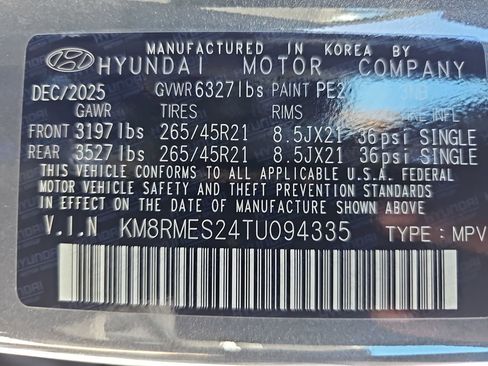 MANUFACTURED IN KOREA BY
HYUNDAI MOTOR COMPANY
DEC/2025 GVWR 6327lbs PAINT PE2
GAWR TIRES RIMS COLD TIRE INFL.
FRONT 3197lbs 265/45R21 8.5JX21 36psi SINGLE
REAR 3527lbs 265/45R21 8.5JX21 36psi SINGLE
THIS VEHICLE CONFORMS TO ALL APPLICABLE U.S.A. FEDERAL
MOTOR VEHICLE SAFETY AND THEFT PREVENTION STANDARDS
IN EFFECT ON THE DATE OF MANUFACTURE SHOWN ABOVE.
V.I.N KM8RMES24TU094335 TYPE : MPV